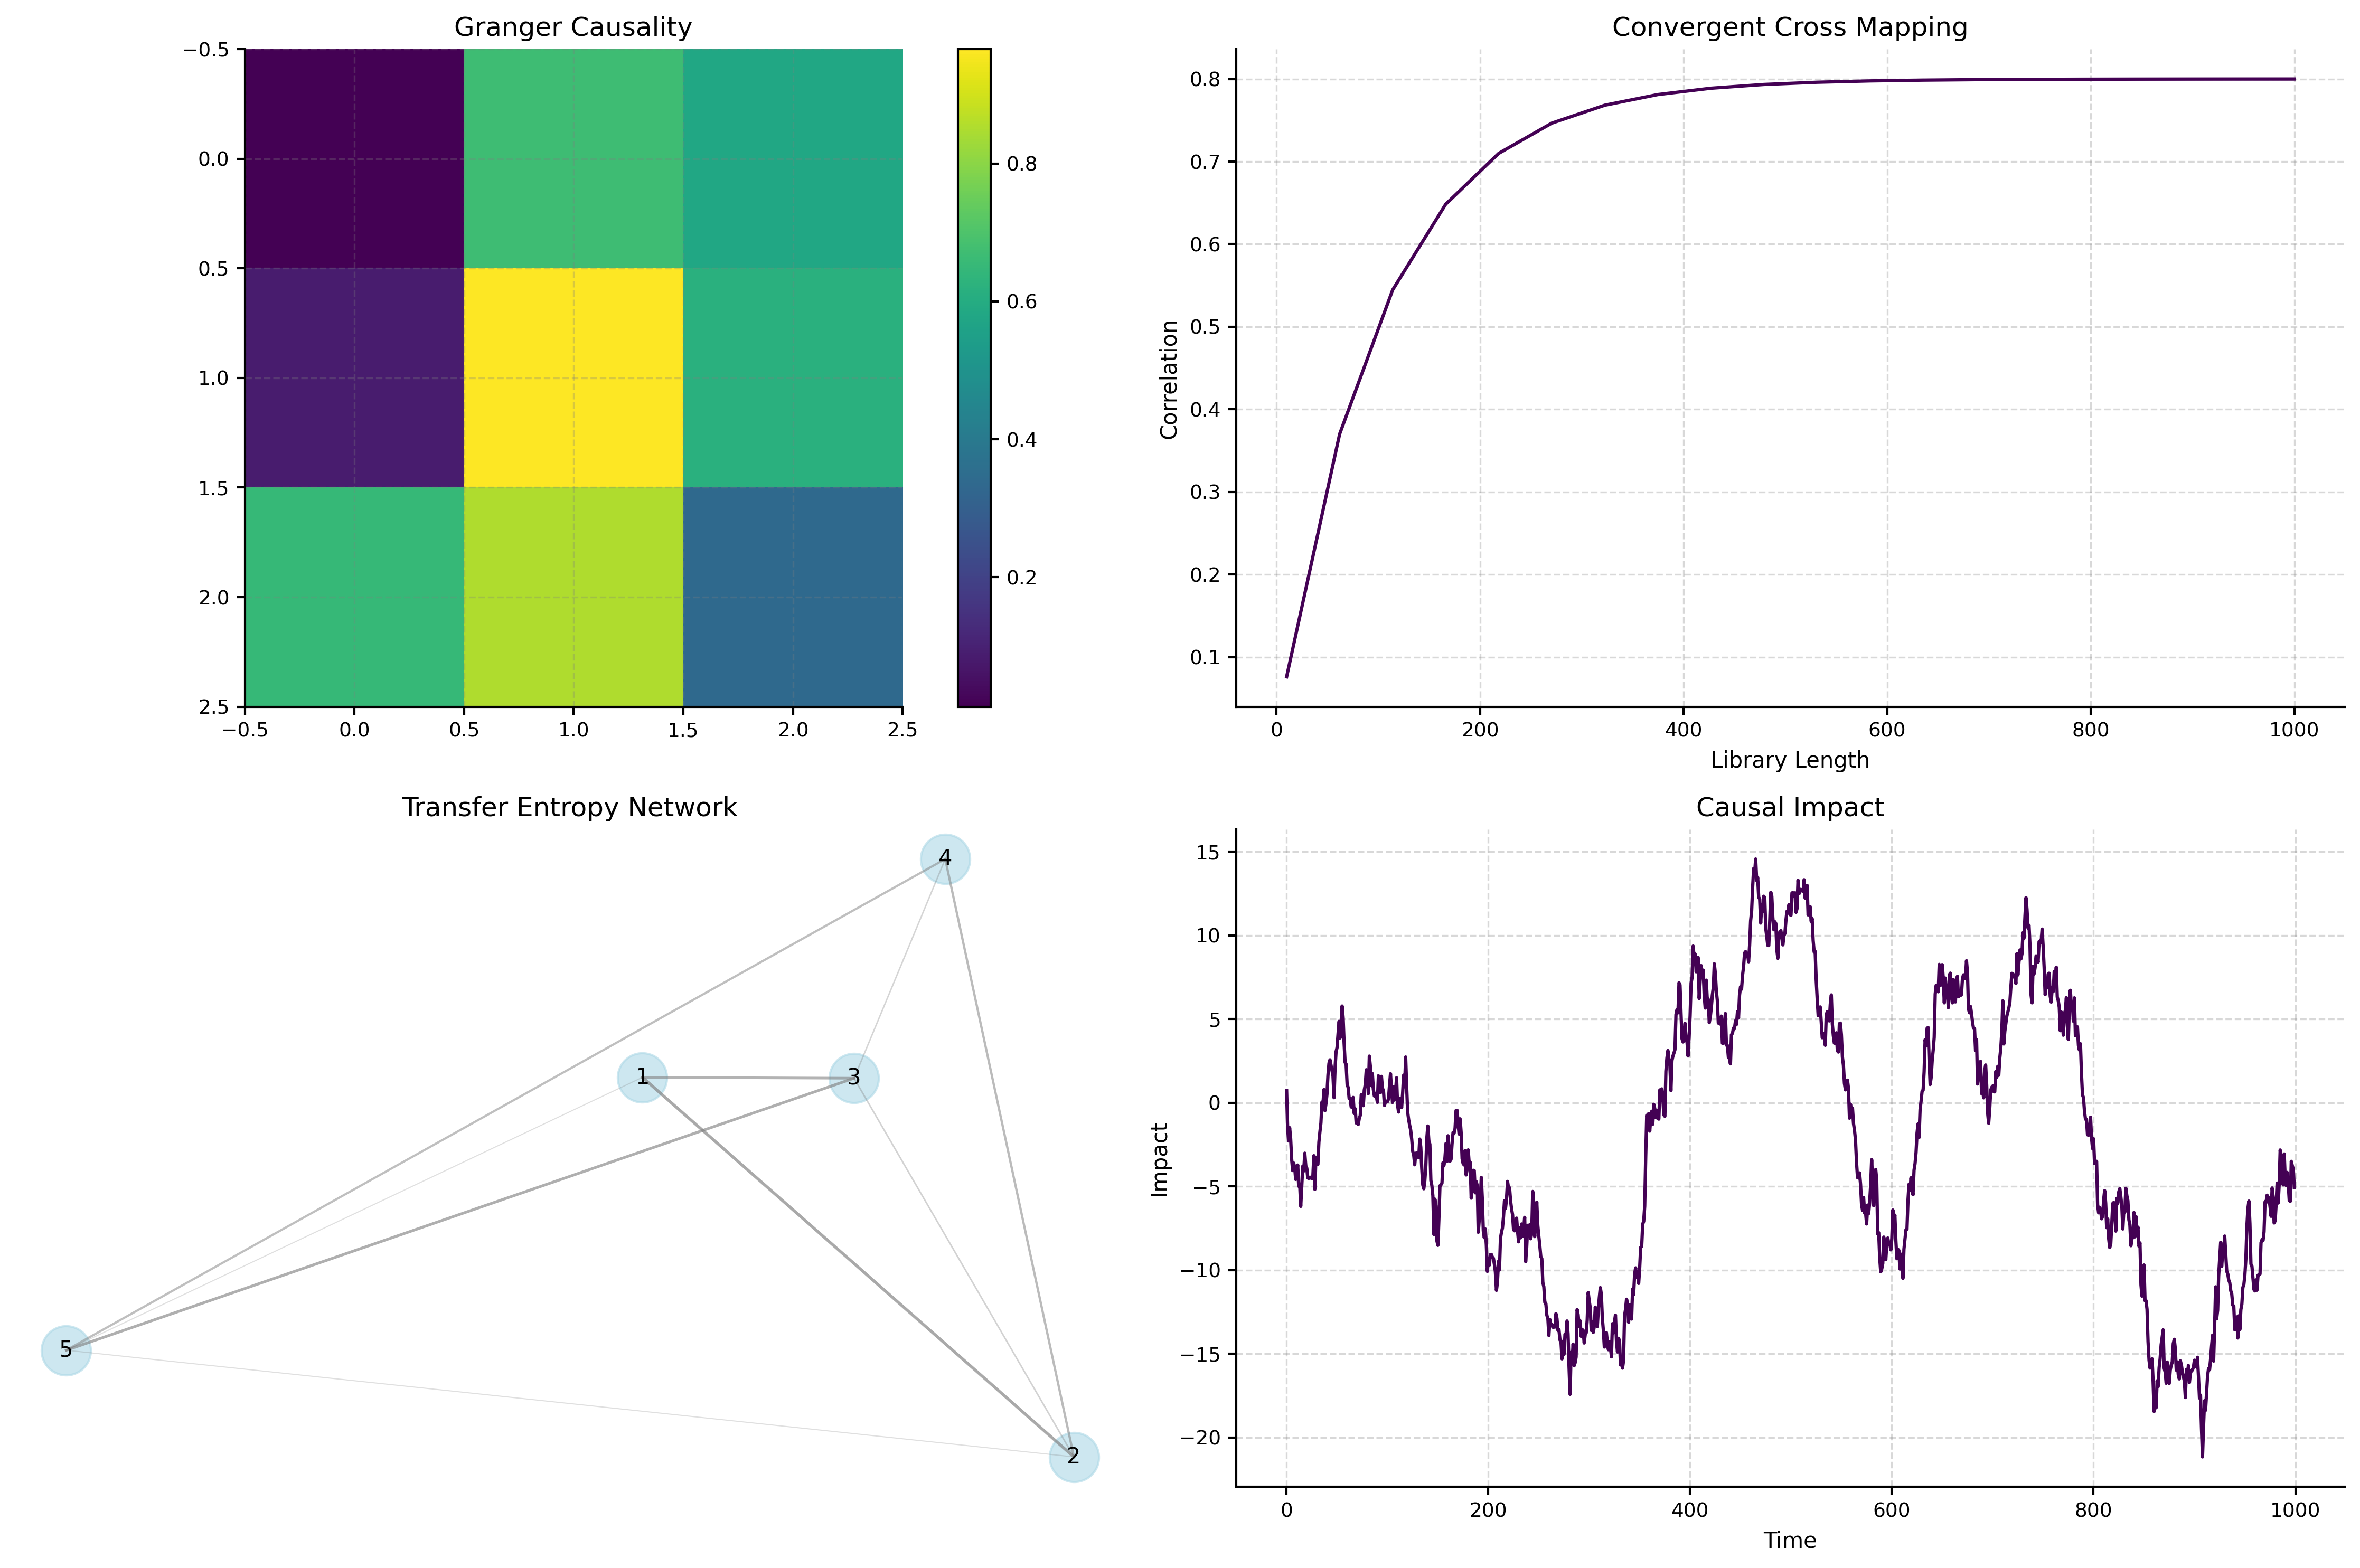 Granger Causality
−0.5
0.0
0.5
1.0
1.5
2.0
2.5
−0.5 0.0 0.5 1.0 1.5 2.0 2.5
0.8
0.6
0.4
0.2
Convergent Cross Mapping
Correlation
0.8
0.7
0.6
0.5
0.4
0.3
0.2
0.1
0 200 400 600 800 1000
Library Length
Transfer Entropy Network
4
1 3
5
2
Causal Impact
Impact
15
10
5
0
−5
−10
−15
−20
0 200 400 600 800 1000
Time